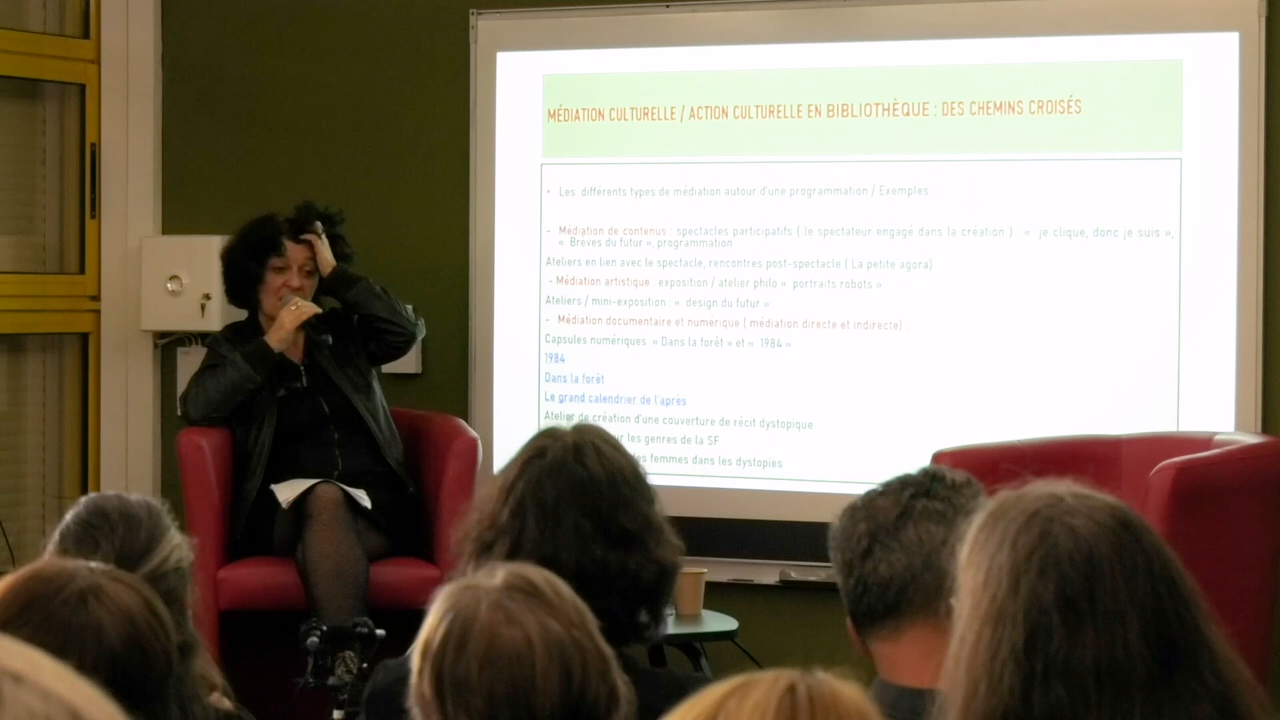 MÉDIATION CULTURELLE / ACTION CULTURELLE EN BIBLIOTHÈQUE : DES CHEMINS CROISÉS
• Les différents types de médiation autour d'une programmation / Exemples
- Médiation de contenus : spectacles participatifs ( le spectateur engagé dans la création ) : « je clique, donc je suis »,
« Brèves du futur », programmation
Ateliers en lien avec le spectacle, rencontres post-spectacle ( La petite agora)
- Médiation artistique : exposition / atelier philo « portraits robots »
Ateliers / mini-exposition : « design du futur »
- Médiation documentaire et numérique ( médiation directe et indirecte) :
Capsules numériques « Dans la forêt » et « 1984 »
1984
Dans la forêt
Le grand calendrier de l'apres
Atelier de création d'une couverture de récit dystopique
les genres de la SF
femmes dans les dystopies